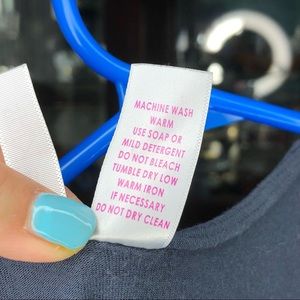 MACHINE WASH
WARM
USE SOAP OR
MILD DETERGENT
DO NOT BLEACH
TUMBLE DRY LOW
WARM IRON
IF NECESSARY
DO NOT DRY CLEAN